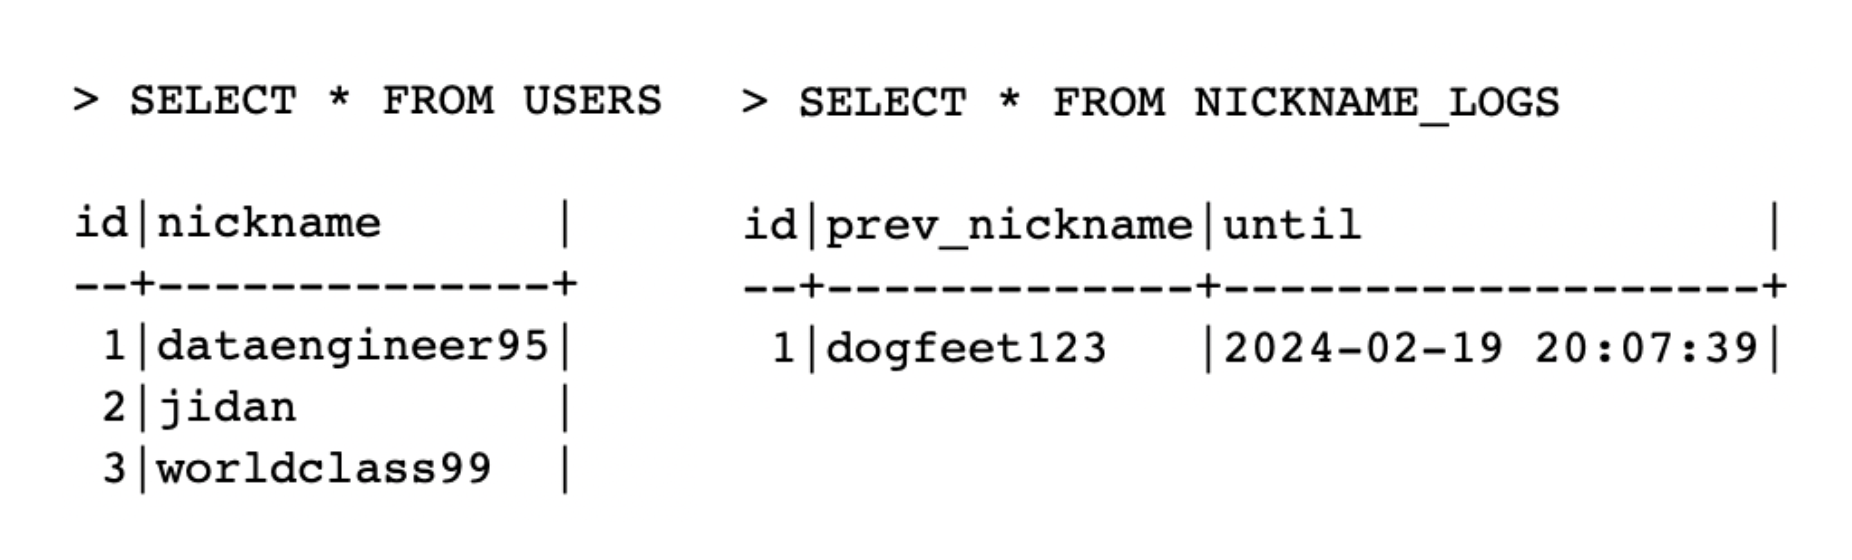 > SELECT * FROM USERS
id|nickname      |
--+--------------+
 1|dataengineer95|
 2|jidan         |
 3|worldclass99  |
> SELECT * FROM NICKNAME_LOGS
id|prev_nickname|until              |
--+-------------+-------------------+
 1|dogfeet123   |2024-02-19 20:07:39|